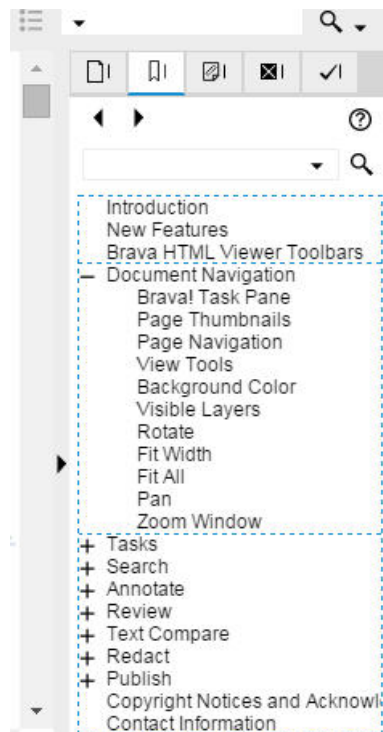 Introduction
New Features
Brava HTML Viewer Toolbars
Document Navigation
Brava! Task Pane
Page Thumbnails
Page Navigation
View Tools
Background Color
Visible Layers
Rotate
Fit Width
Fit All
Pan
Zoom Window
Tasks
Search
Annotate
Review
Text Compare
Redact
Publish
Copyright Notices and Acknowl
Contact Information